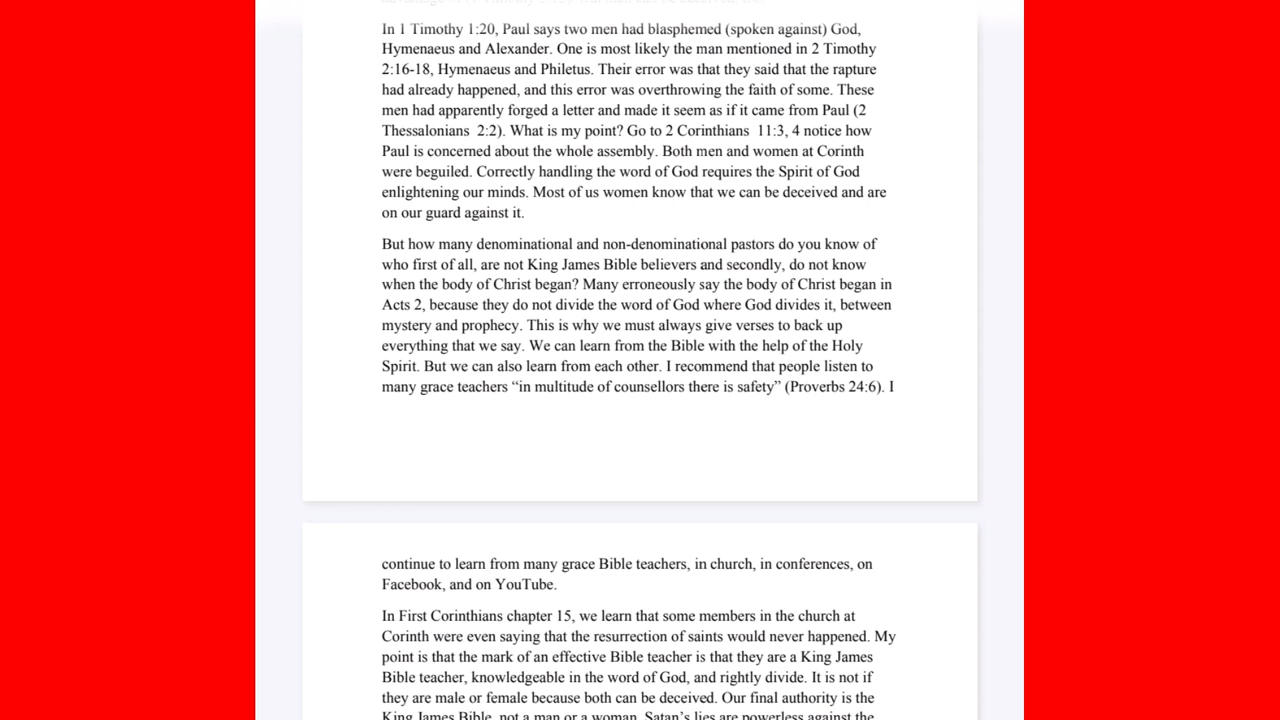 In 1 Timothy 1:20, Paul says two men had blasphemed (spoken against) God,
Hymenaeus and Alexander. One is most likely the man mentioned in 2 Timothy
2:16-18, Hymenaeus and Philetus. Their error was that they said that the rapture
had already happened, and this error was overthrowing the faith of some. These
men had apparently forged a letter and made it seem as if it came from Paul (2
Thessalonians  2:2). What is my point? Go to 2 Corinthians  11:3, 4 notice how
Paul is concerned about the whole assembly. Both men and women at Corinth
were beguiled. Correctly handling the word of God requires the Spirit of God
enlightening our minds. Most of us women know that we can be deceived and are
on our guard against it.
But how many denominational and non-denominational pastors do you know of
who first of all, are not King James Bible believers and secondly, do not know
when the body of Christ began? Many erroneously say the body of Christ began in
Acts 2, because they do not divide the word of God where God divides it, between
mystery and prophecy. This is why we must always give verses to back up
everything that we say. We can learn from the Bible with the help of the Holy
Spirit. But we can also learn from each other. I recommend that people listen to
many grace teachers “in multitude of counsellors there is safety” (Proverbs 24:6). I
continue to learn from many grace Bible teachers, in church, in conferences, on
Facebook, and on YouTube.
In First Corinthians chapter 15, we learn that some members in the church at
Corinth were even saying that the resurrection of saints would never happened. My
point is that the mark of an effective Bible teacher is that they are a King James
Bible teacher, knowledgeable in the word of God, and rightly divide. It is not if
they are male or female because both can be deceived. Our final authority is the
King James Bible, not a man or a woman. Satan’s lies are powerless against the